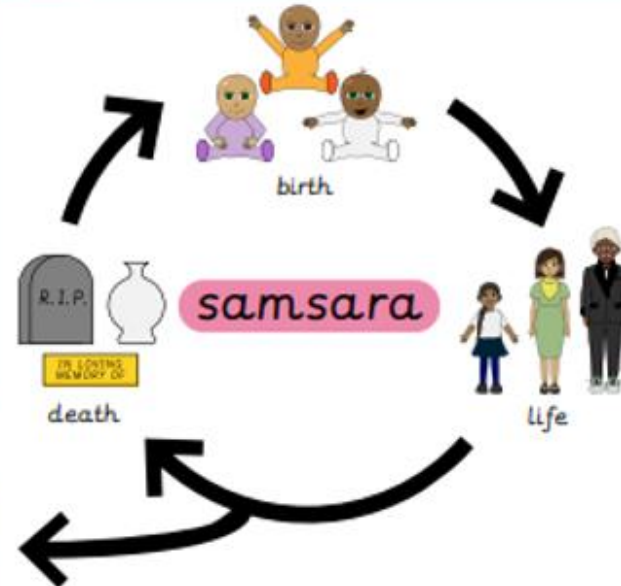 birth
samsara
R.I.P.
IN LOVING
MEMORY OF
death
life